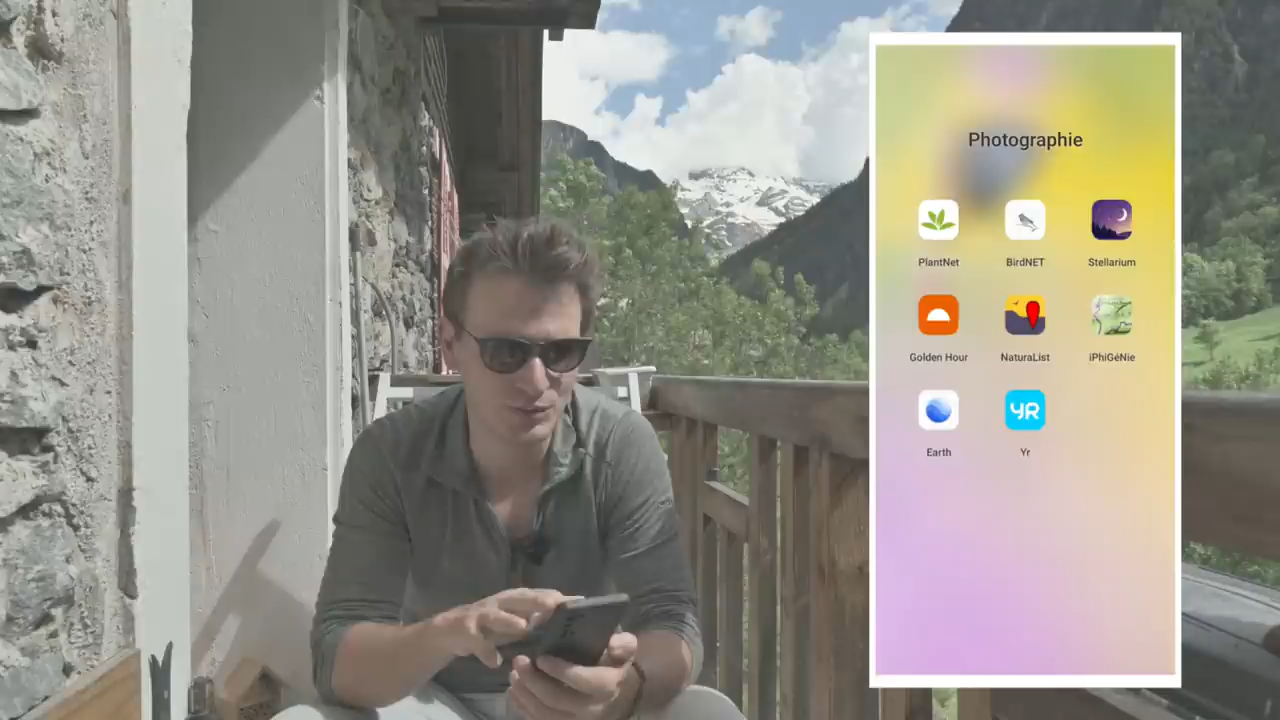 Photographie
PlantNet BirdNET Stellarium
Golden Hour NaturaList iPhiGéNie
YR
Earth Yr